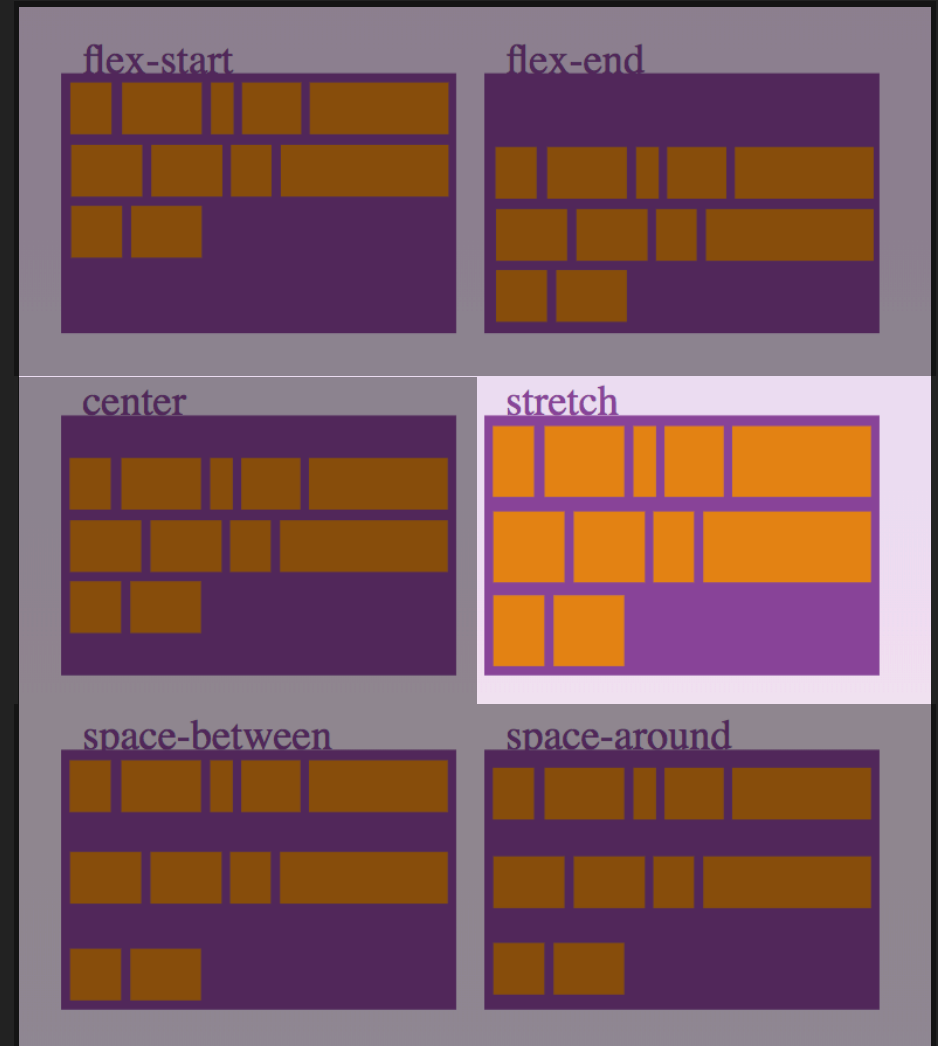 flex-start
flex-end
center
stretch
space-between
space-around